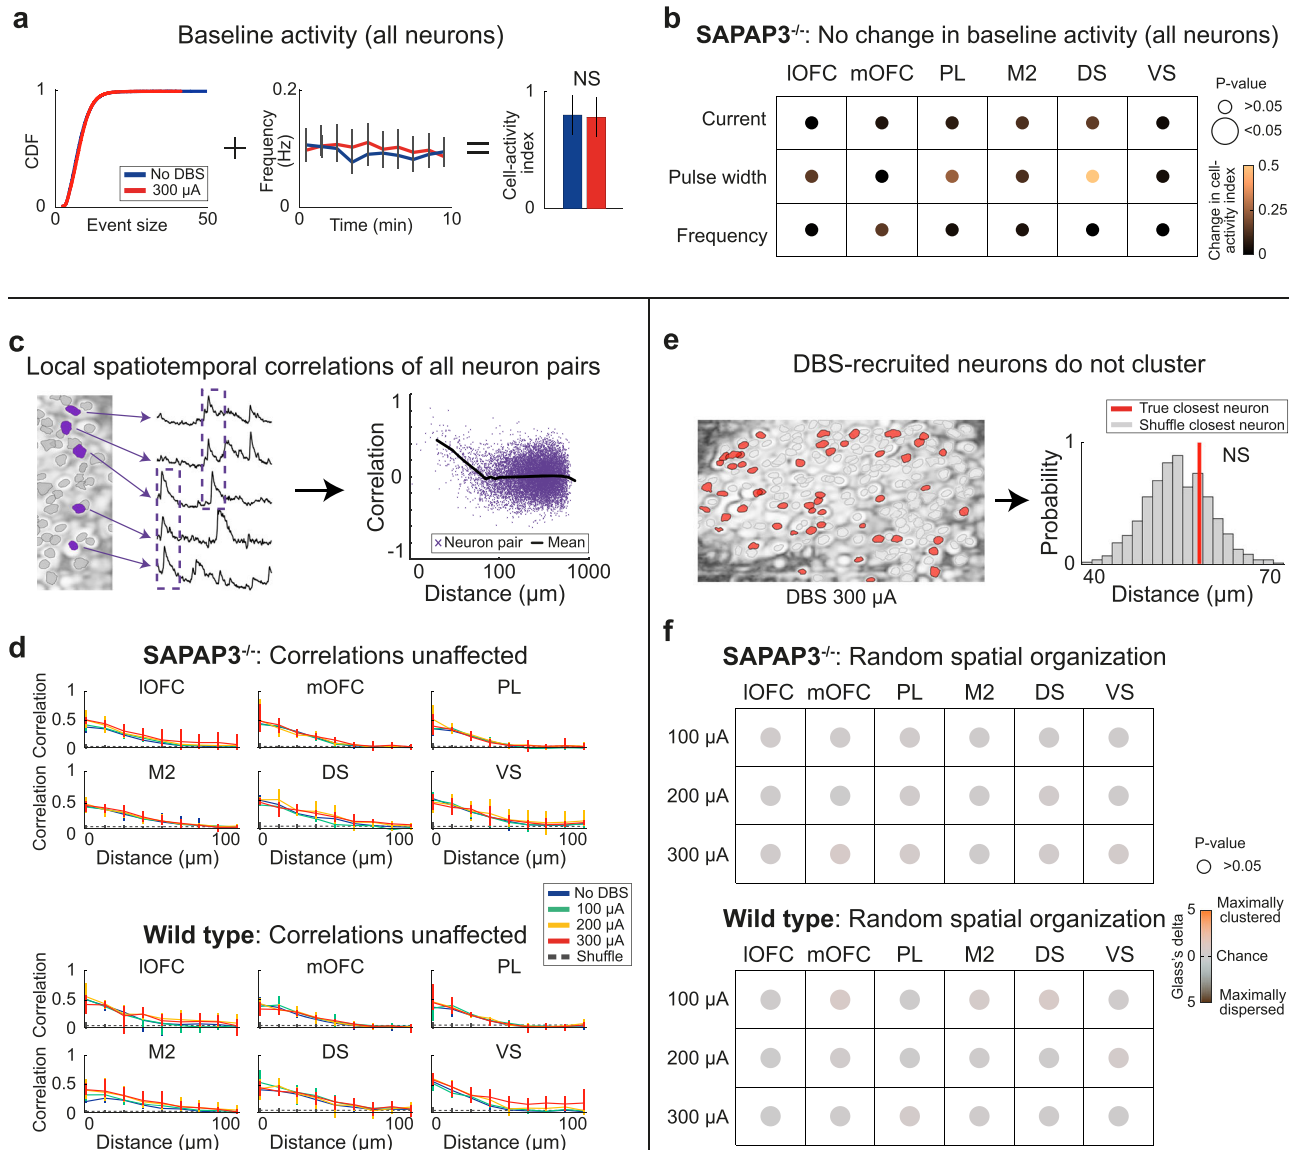 a
Baseline activity (all neurons)
1
CDF
0
No DBS
300 µA
Event size
50
0.2
Frequency
(Hz)
0
0
Time (min)
10
NS
1
Cell-activity
index
0
b
SAPAP3-/-: No change in baseline activity (all neurons)
lOFC mOFC PL M2 DS VS
Current
Pulse width
Frequency
P-value
>0.05
<0.05
Change in cell-
activity index
0.5
0.25
0
c
Local spatiotemporal correlations of all neuron pairs
Correlation
1
0
-1
Neuron pair Mean
0 100 1000
Distance (µm)
d
SAPAP3-/-: Correlations unaffected
lOFC mOFC PL
Correlation
1
0.5
0
M2 DS VS
Correlation
1
0.5
0
0 100 0 100 0 100
Distance (µm) Distance (µm) Distance (µm)
No DBS
100 µA
200 µA
300 µA
Shuffle
Wild type: Correlations unaffected
lOFC mOFC PL
Correlation
1
0.5
0
M2 DS VS
Correlation
1
0.5
0
0 100 0 100 0 100
Distance (µm) Distance (µm) Distance (µm)
e
DBS-recruited neurons do not cluster
DBS 300 µA
True closest neuron
Shuffle closest neuron
NS
1
Probability
0
40 70
Distance (µm)
f
SAPAP3-/-: Random spatial organization
lOFC mOFC PL M2 DS VS
100 µA
200 µA
300 µA
P-value
>0.05
Wild type: Random spatial organization
lOFC mOFC PL M2 DS VS
100 µA
200 µA
300 µA
Glass's delta
5
0
5
Maximally
clustered
Chance
Maximally
dispersed